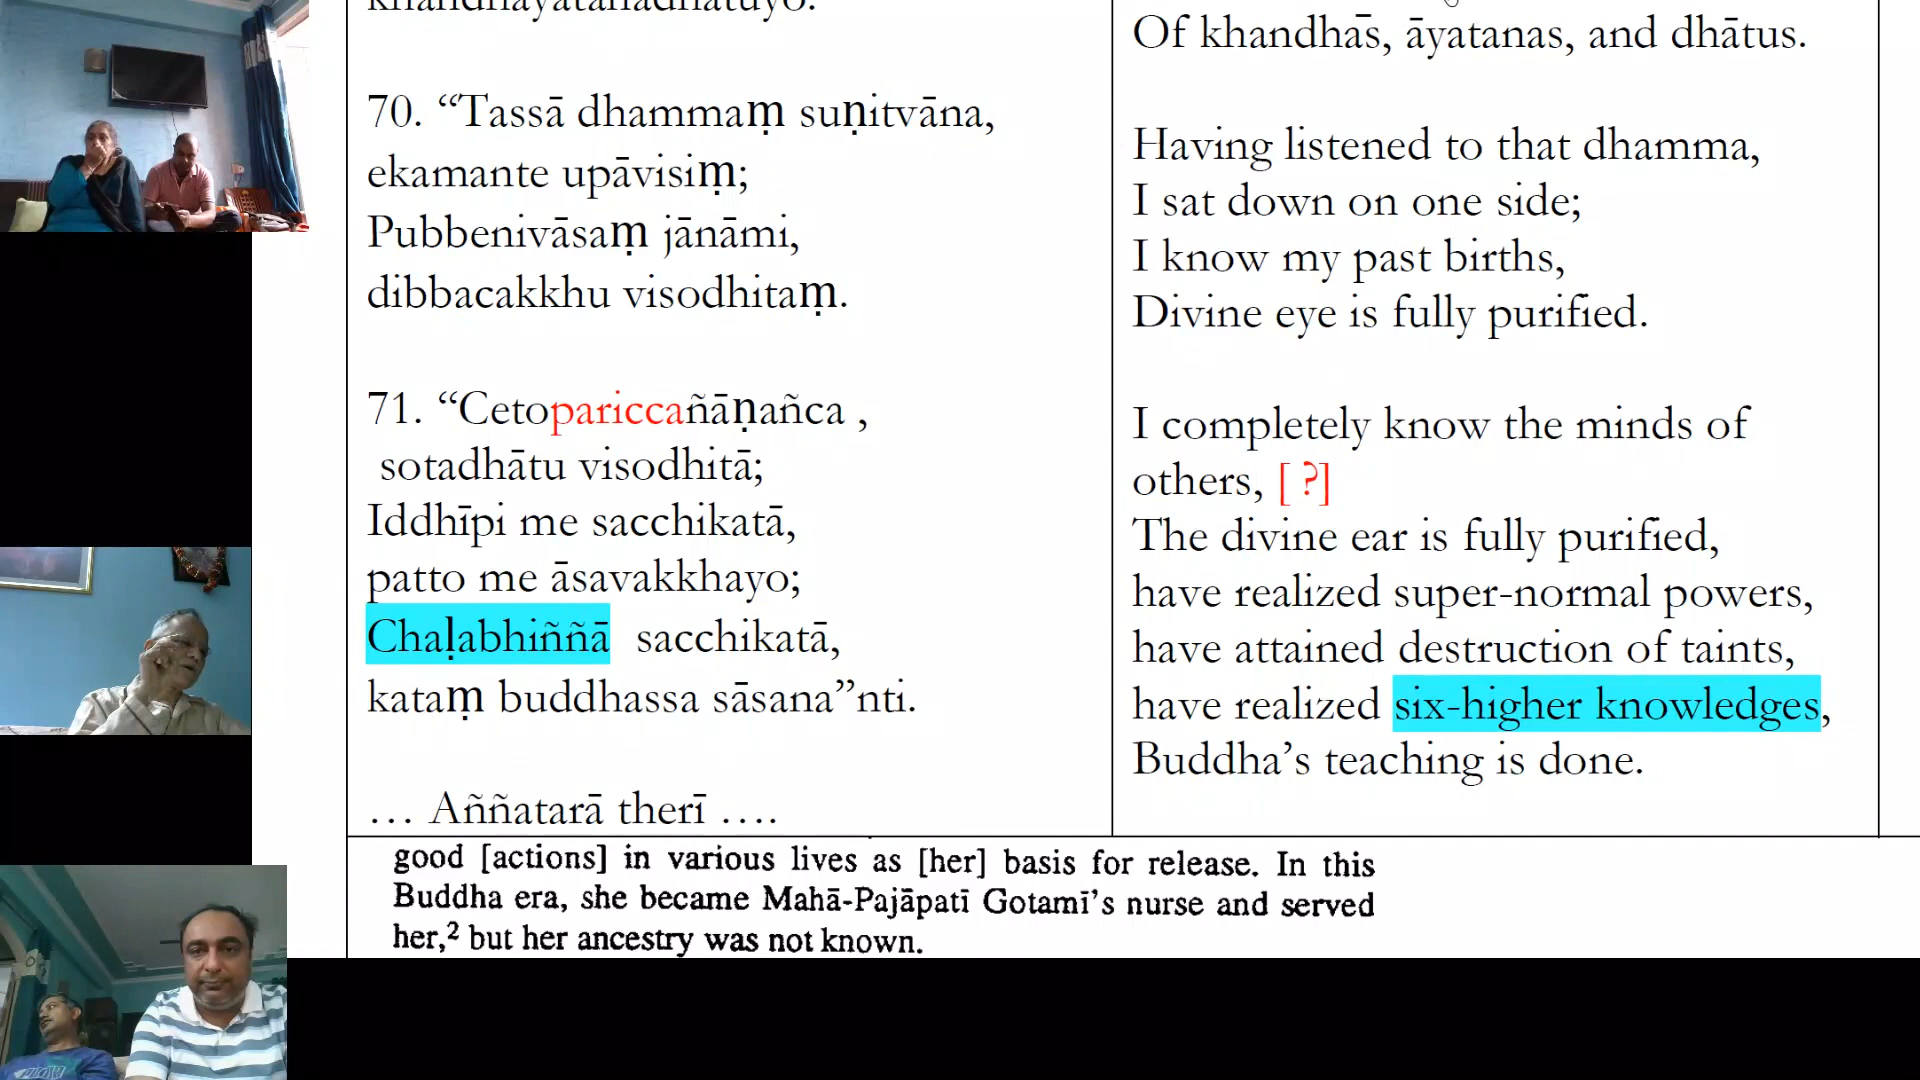 khandhāyatanadhātuyo.
70. “Tassā dhammaṃ suṇitvāna,
ekamante upāvisiṃ;
Pubbenivāsaṃ jānāmi,
dibbacakkhu visodhitaṃ.
71. “Cetopariccañāṇañca ,
sotadhātu visodhitā;
Iddhīpi me sacchikatā,
patto me āsavakkhayo;
Chaḷabhiññā sacchikatā,
kataṃ buddhassa sāsana”nti.
… Aññatarā therī ….
Of khandhās, āyatanas, and dhātus.
Having listened to that dhamma,
I sat down on one side;
I know my past births,
Divine eye is fully purified.
I completely know the minds of
others, [ ?]
The divine ear is fully purified,
have realized super-normal powers,
have attained destruction of taints,
have realized six-higher knowledges,
Buddha’s teaching is done.
good [actions] in various lives as [her] basis for release. In this
Buddha era, she became Mahā-Pajāpatī Gotamī’s nurse and served
her,² but her ancestry was not known.